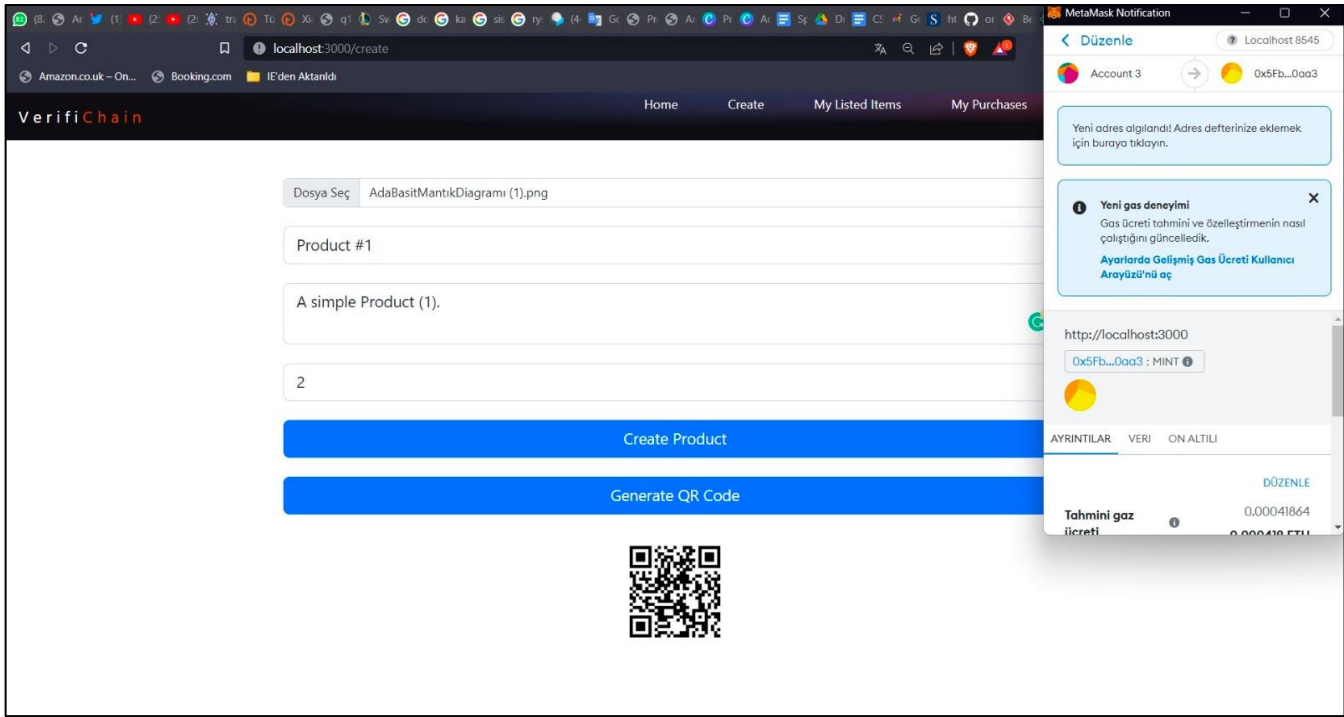 localhost:3000/create
Amazon.co.uk – On... Booking.com IE'den Aktarıldı
VerifiChain
Home Create My Listed Items My Purchases
Dosya Seç AdaBasitMantıkDiagramı (1).png
Product #1
A simple Product (1).
2
Create Product
Generate QR Code
MetaMask Notification
Düzenle Localhost 8545
Account 3 0x5Fb...0aa3
Yeni adres algılandı! Adres defterinize eklemek
için buraya tıklayın.
Yeni gas deneyimi
Gas ücreti tahmini ve özelleştirmenin nasıl
çalıştığını güncelledik.
Ayarlarda Gelişmiş Gas Ücreti Kullanıcı
Arayüzü'nü aç
http://localhost:3000
0x5Fb...0aa3 : MINT
AYRINTILAR VERI ON ALTILI
DÜZENLE
Tahmini gaz 0.00041864
ücreti 0.000419 ETH